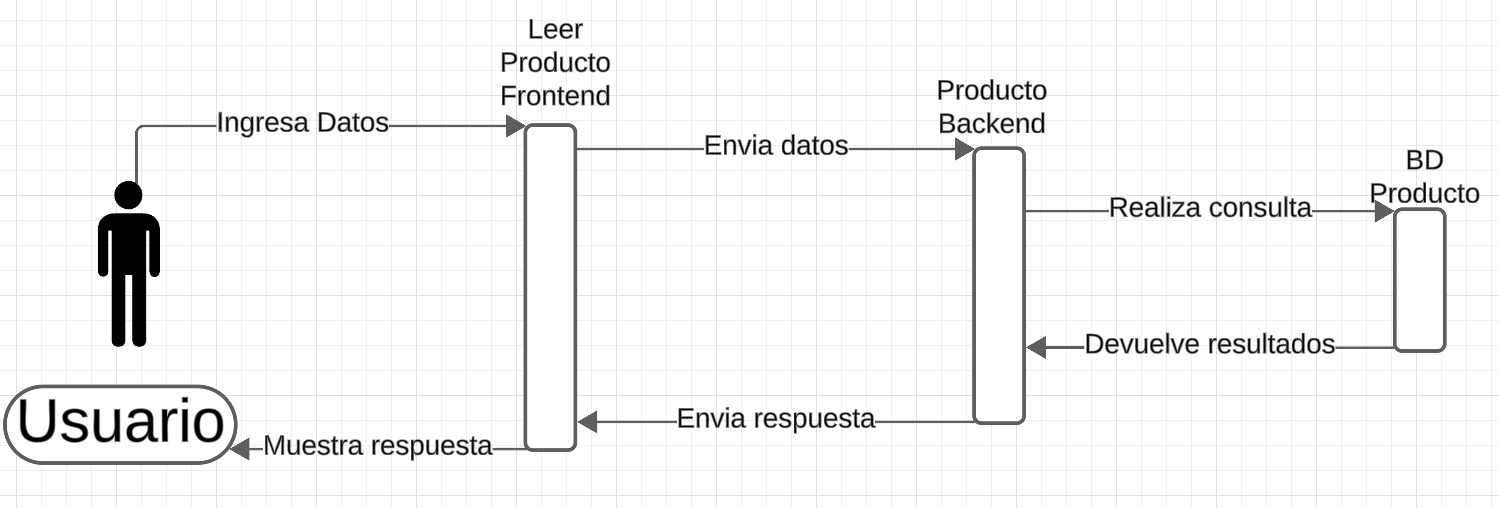 Leer
Producto
Frontend
Producto
Backend
BD
Producto
Ingresa Datos
Envia datos
Realiza consulta
Devuelve resultados
Envia respuesta
Muestra respuesta
Usuario